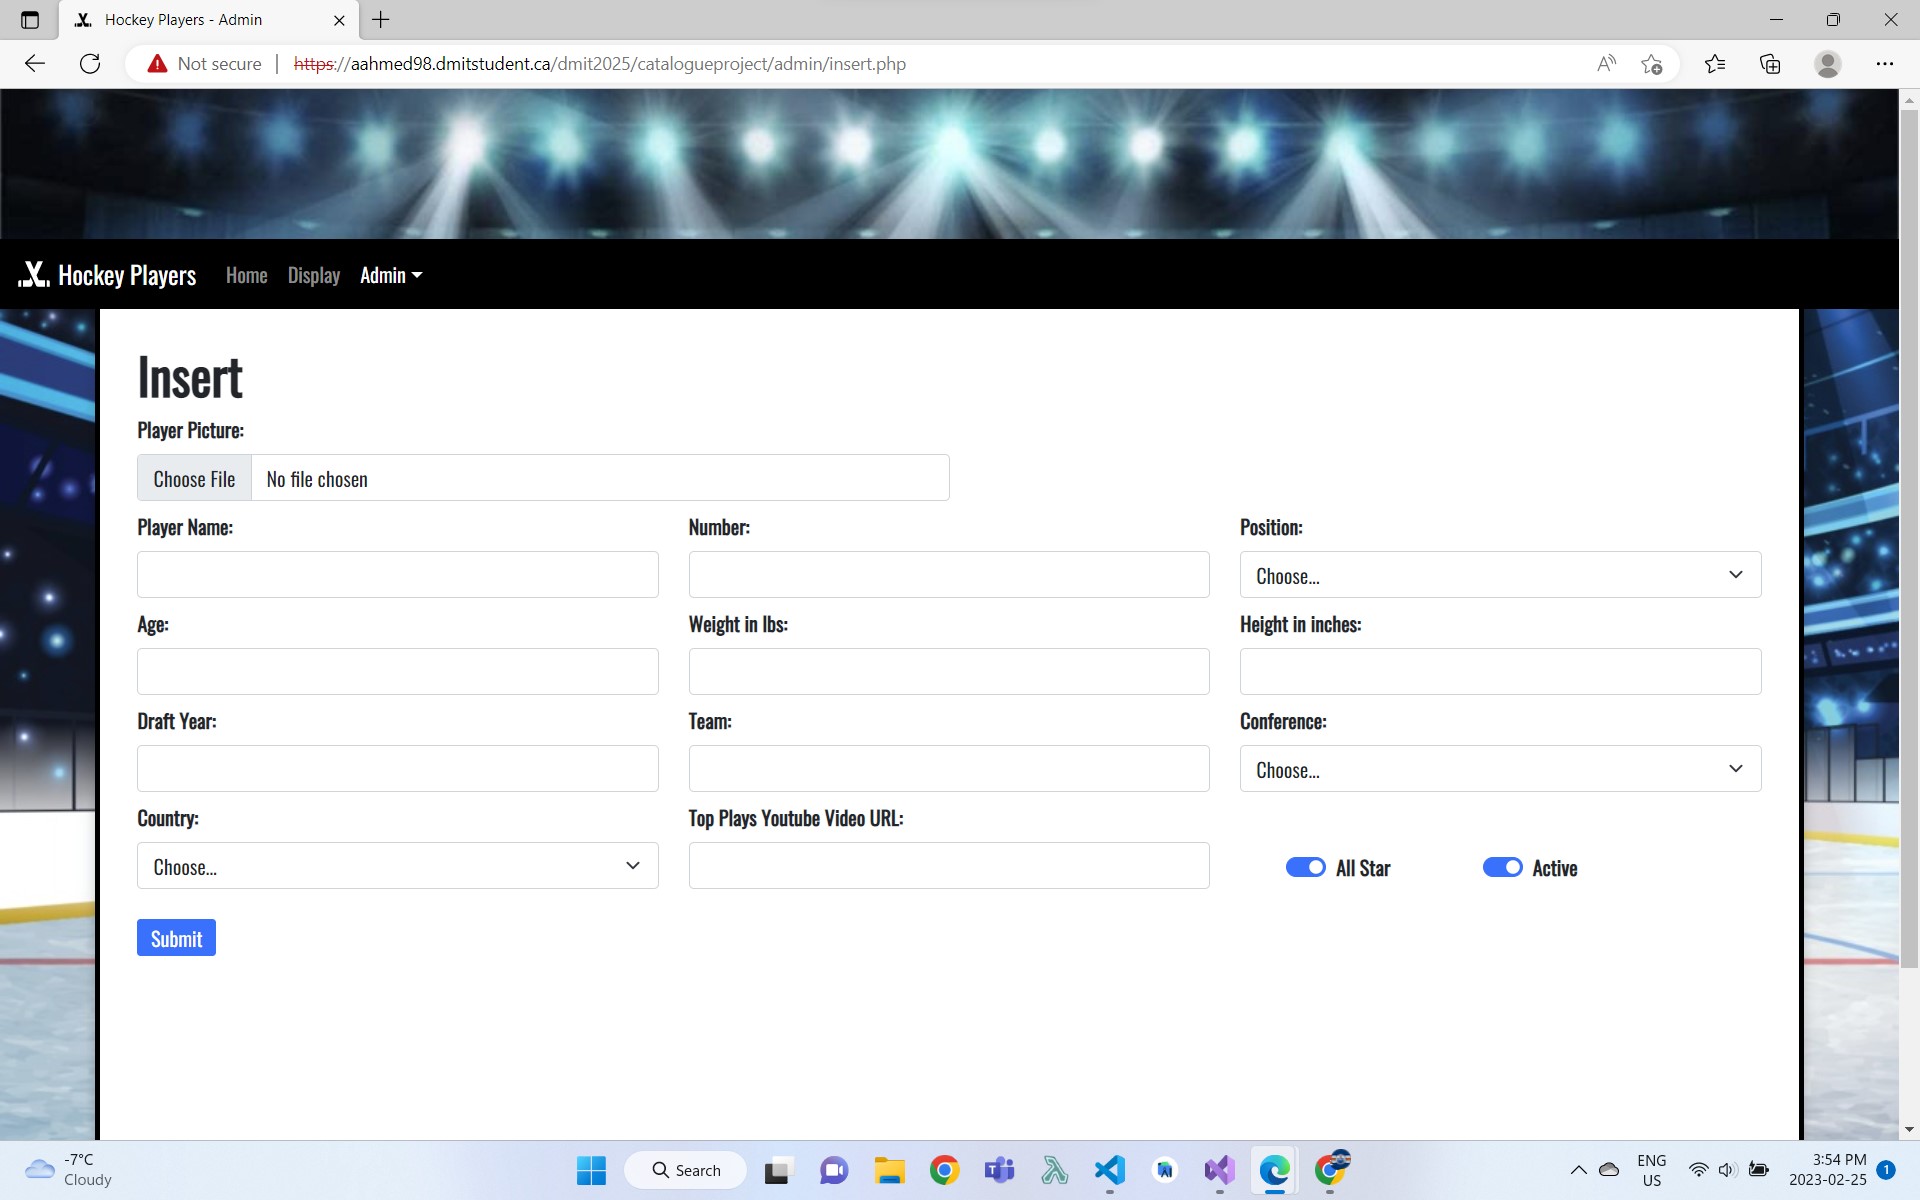 Hockey Players - Admin
Not secure | https://aahmed98.dmitstudent.ca/dmit2025/catalogueproject/admin/insert.php
Hockey Players Home Display Admin
Insert
Player Picture:
Choose File No file chosen
Player Name: Number: Position:
Choose...
Age: Weight in lbs: Height in inches:
Draft Year: Team: Conference:
Choose...
Country: Top Plays Youtube Video URL:
Choose... All Star Active
Submit
-7°C
Cloudy
Search
ENG
US
3:54 PM
2023-02-25
1